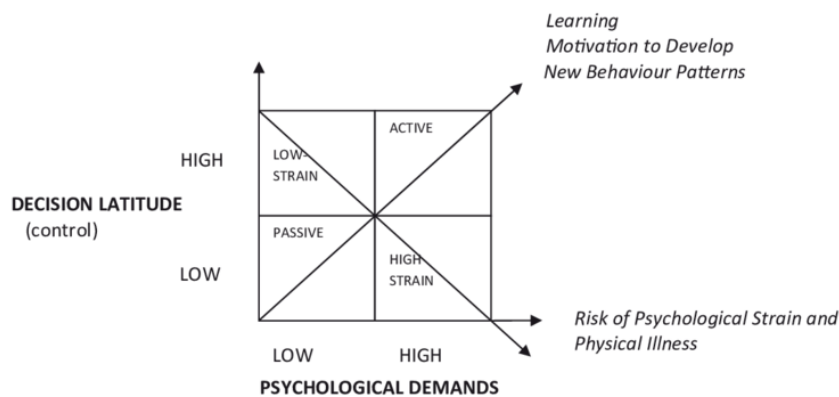 Learning
Motivation to Develop
New Behaviour Patterns
ACTIVE
HIGH
LOW-
STRAIN
DECISION LATITUDE
(control)
PASSIVE
HIGH
STRAIN
LOW
Risk of Psychological Strain and
Physical Illness
LOW HIGH
PSYCHOLOGICAL DEMANDS